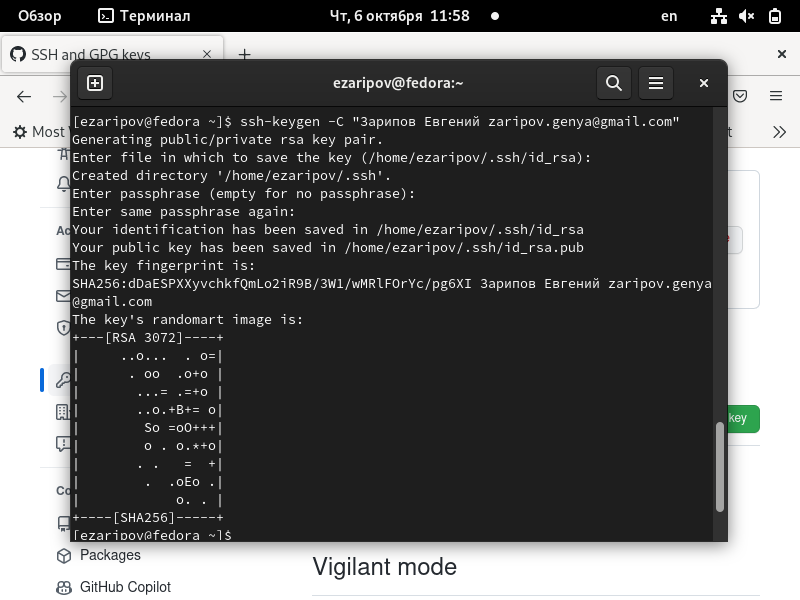 Обзор
Терминал
Чт, 6 октября 11:58
en
SSH and GPG keys
Most
ezaripov@fedora:~
[ezaripov@fedora ~]$ ssh-keygen -C "Зарипов Евгений zaripov.genya@gmail.com"
Generating public/private rsa key pair.
Enter file in which to save the key (/home/ezaripov/.ssh/id_rsa):
Created directory '/home/ezaripov/.ssh'.
Enter passphrase (empty for no passphrase):
Enter same passphrase again:
Your identification has been saved in /home/ezaripov/.ssh/id_rsa
Your public key has been saved in /home/ezaripov/.ssh/id_rsa.pub
The key fingerprint is:
SHA256:dDaESPXXyvchkfQmLo2iR9B/3W1/wMRlFOrYc/pg6XI Зарипов Евгений zaripov.genya
@gmail.com
The key's randomart image is:
+---[RSA 3072]----+
|     ..o...  . o=|
|      . oo  .o+o |
|       ...= .=+o |
|       ..o.+B+= o|
|        So =oO+++|
|        o . o.*+o|
|       . .   =  +|
|        .  .oEo .|
|            o. . |
+----[SHA256]-----+
[ezaripov@fedora ~]$
key
Packages
GitHub Copilot
Vigilant mode